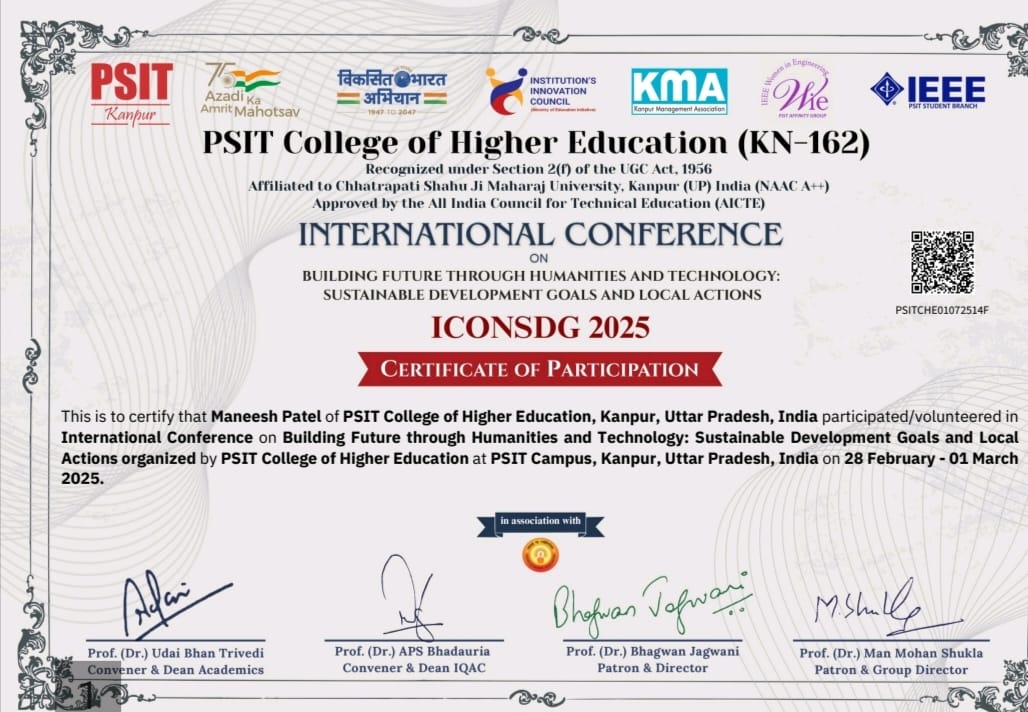 PSIT
Kanpur
75
Azadi Ka
Amrit Mahotsav
विकसित भारत
अभियान
1947 TO 2047
INSTITUTION'S
INNOVATION
COUNCIL
(Ministry of Education Initiative)
KMA
Kanpur Management Association
IEEE Women in Engineering
Wie
PSIT AFFINITY GROUP
IEEE
PSIT STUDENT BRANCH
PSIT College of Higher Education (KN-162)
Recognized under Section 2(f) of the UGC Act, 1956
Affiliated to Chhatrapati Shahu Ji Maharaj University, Kanpur (UP) India (NAAC A++)
Approved by the All India Council for Technical Education (AICTE)
INTERNATIONAL CONFERENCE
ON
BUILDING FUTURE THROUGH HUMANITIES AND TECHNOLOGY:
SUSTAINABLE DEVELOPMENT GOALS AND LOCAL ACTIONS
PSITCHE01072514F
ICONSDG 2025
CERTIFICATE OF PARTICIPATION
This is to certify that Maneesh Patel of PSIT College of Higher Education, Kanpur, Uttar Pradesh, India participated/volunteered in
International Conference on Building Future through Humanities and Technology: Sustainable Development Goals and Local
Actions organized by PSIT College of Higher Education at PSIT Campus, Kanpur, Uttar Pradesh, India on 28 February - 01 March
2025.
in association with
Bhagwan Jagwani
M.Shukla
Prof. (Dr.) Udai Bhan Trivedi
Convener & Dean Academics
Prof. (Dr.) APS Bhadauria
Convener & Dean IQAC
Prof. (Dr.) Bhagwan Jagwani
Patron & Director
Prof. (Dr.) Man Mohan Shukla
Patron & Group Director
1